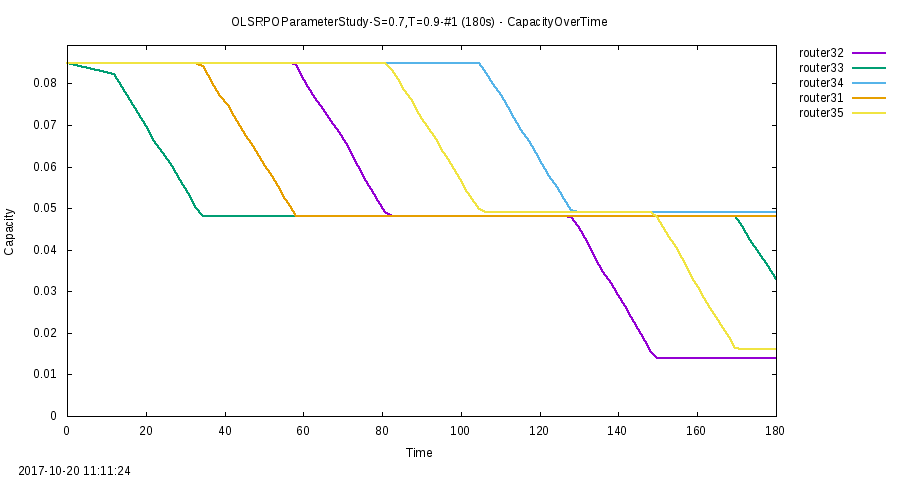 OLSRPOParameterStudy-S=0.7,T=0.9-#1 (180s) - CapacityOverTime
router32
router33
router34
router31
router35
0.08
0.07
0.06
0.05
0.04
0.03
0.02
0.01
0
Capacity
0 20 40 60 80 100 120 140 160 180
Time
2017-10-20 11:11:24